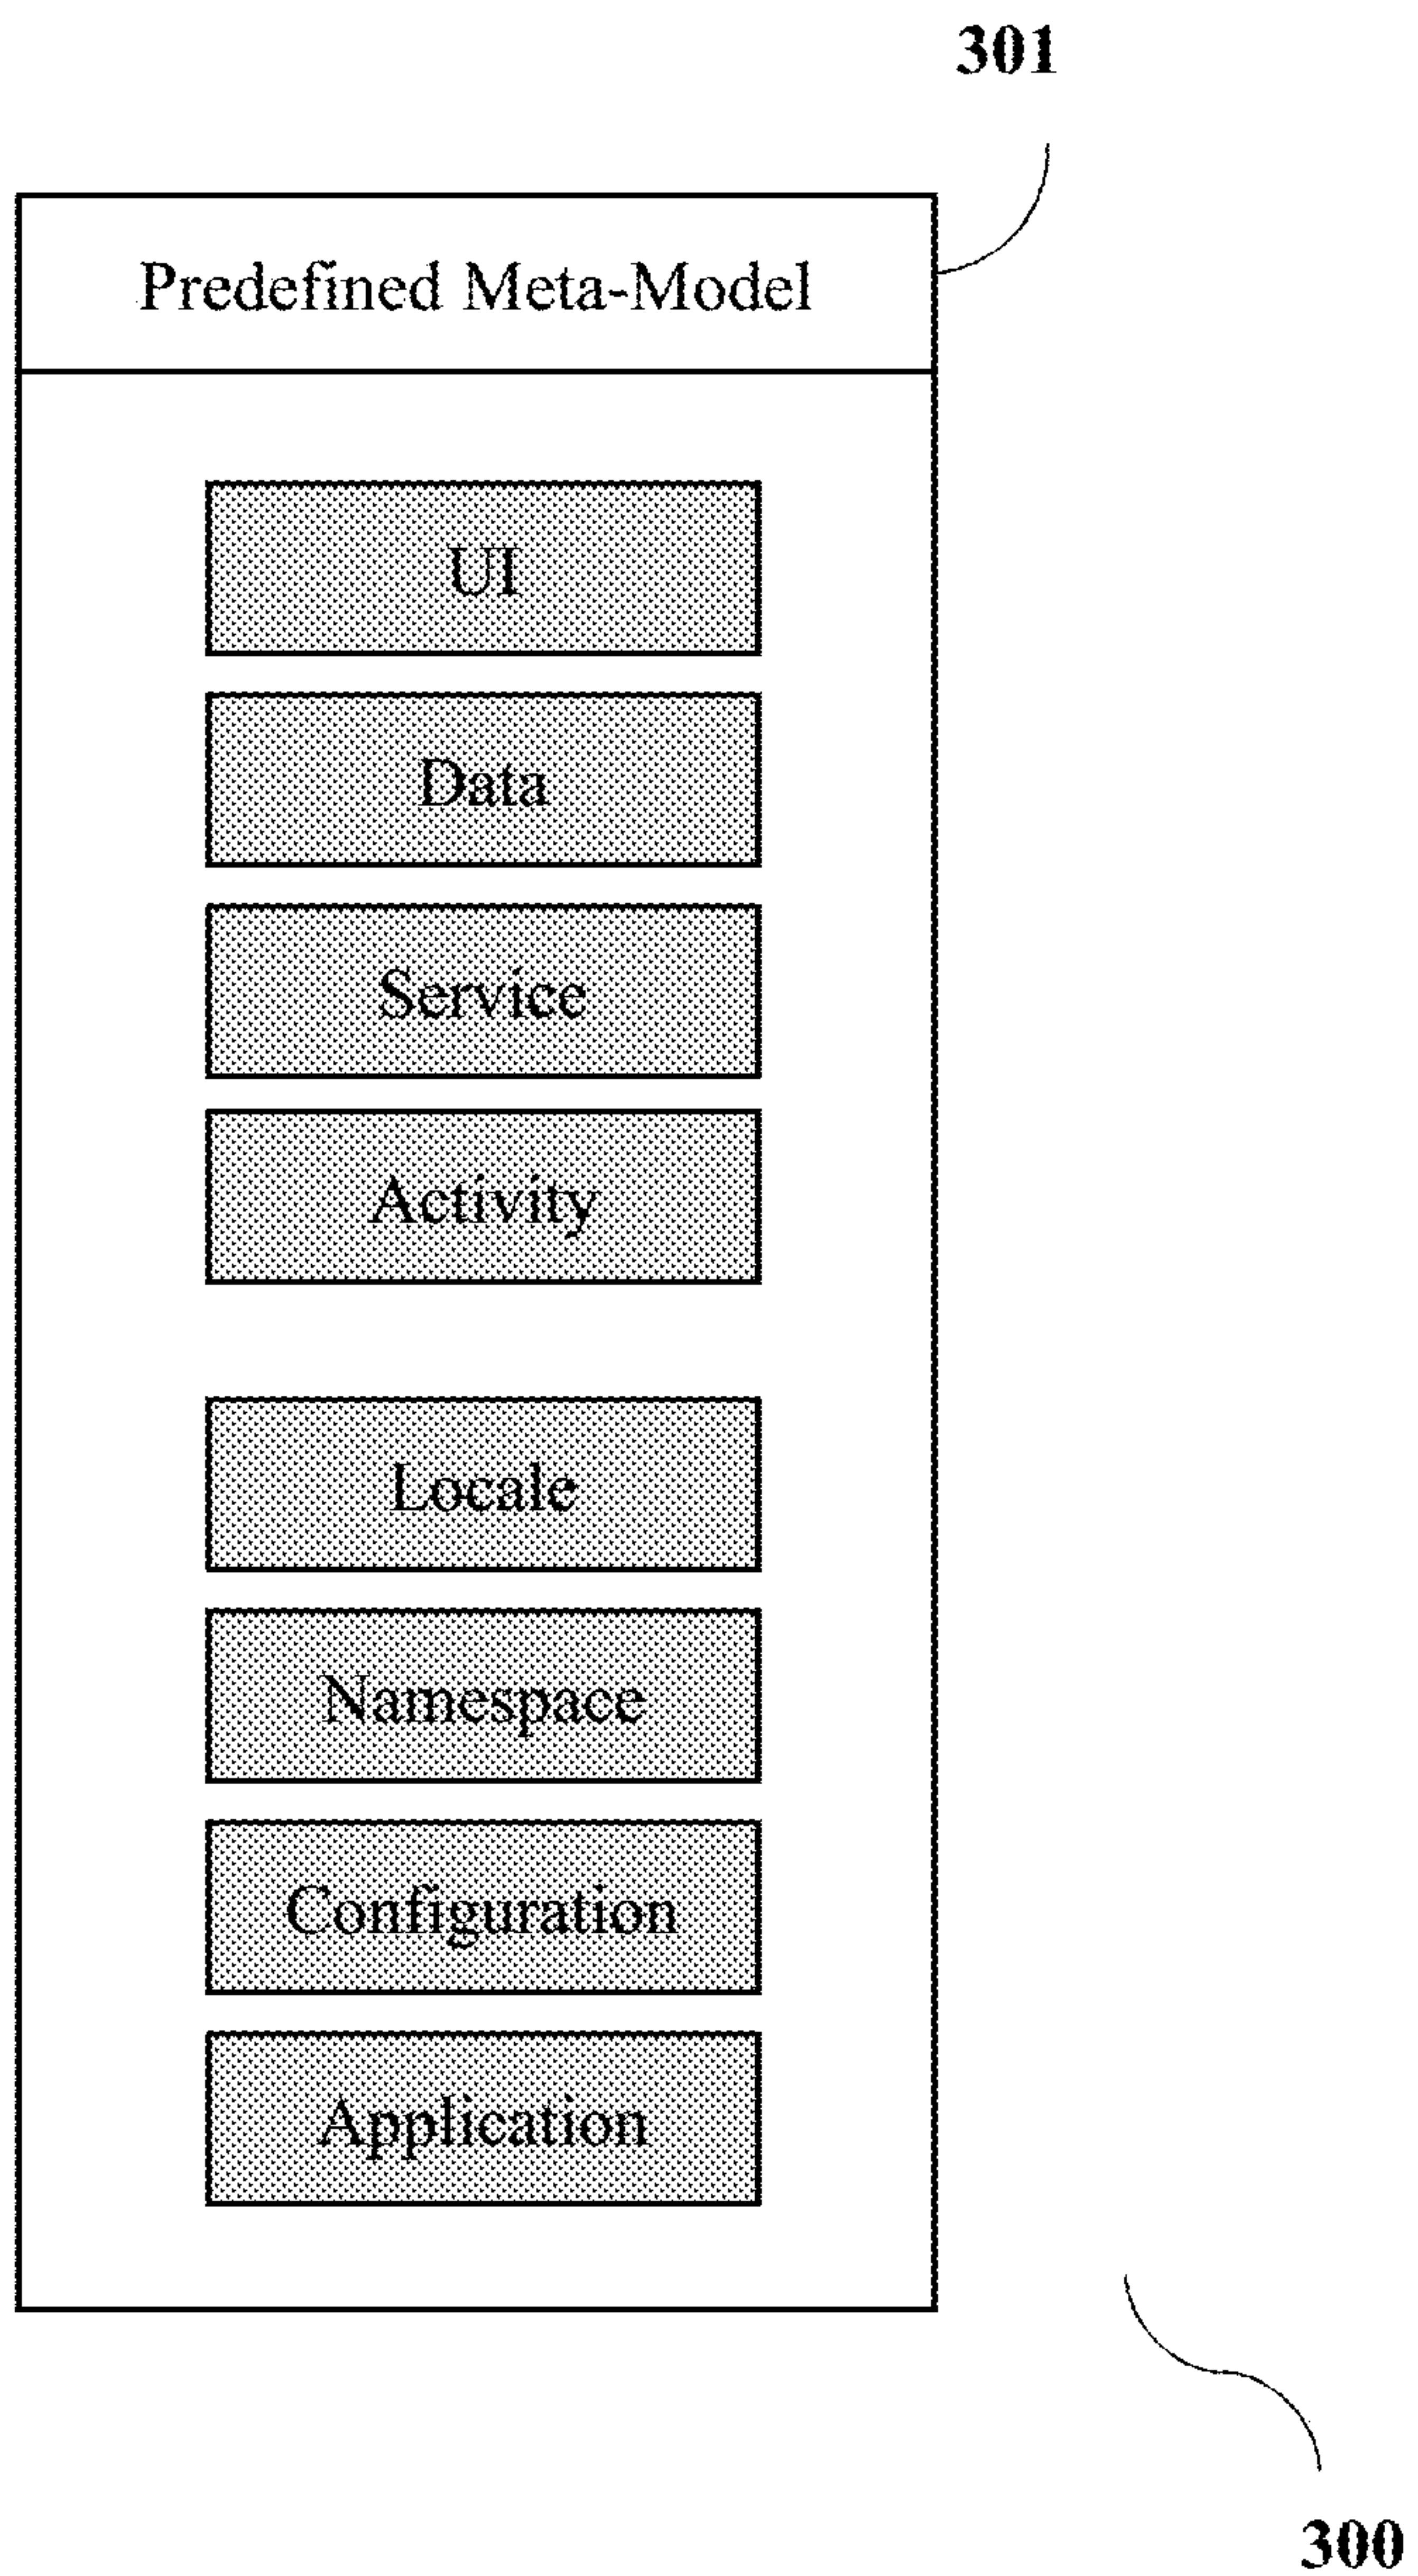 301
Predefined Meta-Model
UI
Data
Service
Activity
Locale
Namespace
Configuration
Application
300